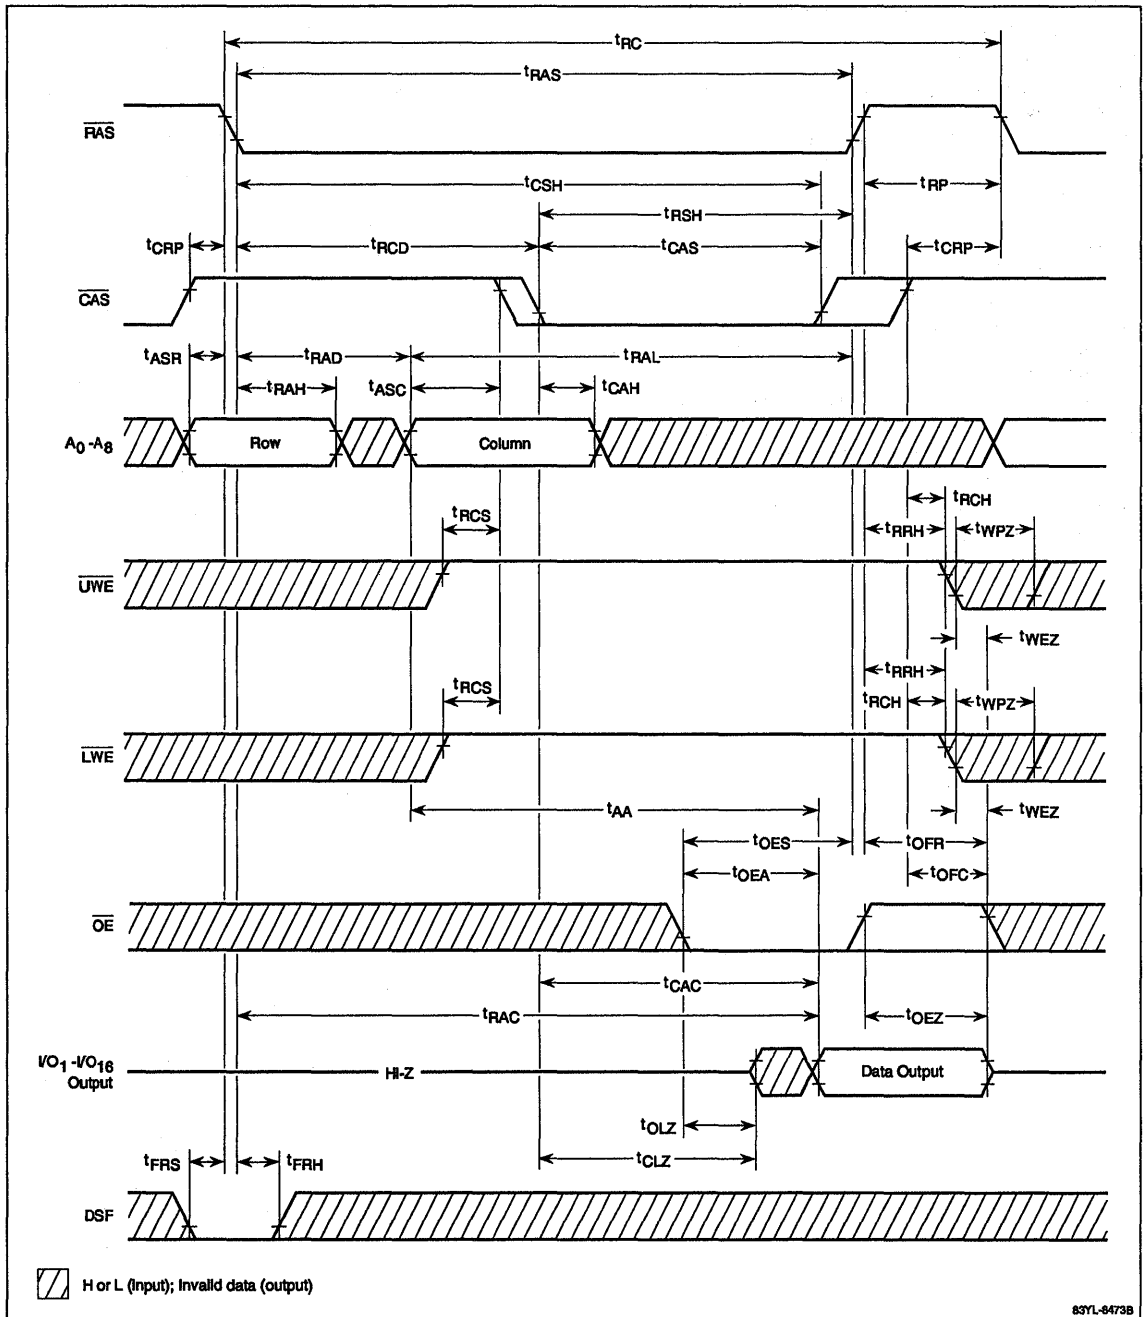 tRC
tRAS
RAS
tCSH
tRP
tRSH
tCRP
tRCD
tCAS
tCRP
CAS
tASR
tRAD
tRAL
tRAH
tASC
tCAH
A0-A8
Row
Column
tRCH
tRCS
tRRH
tWPZ
UWE
tWEZ
tRRH
tRCS
tRCH
tWPZ
LWE
tAA
tWEZ
tOES
tOFR
tOEA
tOFC
OE
tCAC
tRAC
tOEZ
I/O1-I/O16
Output
HI-Z
Data Output
tOLZ
tCLZ
tFRS
tFRH
DSF
H or L (Input); Invalid data (output)
83YL-8473B